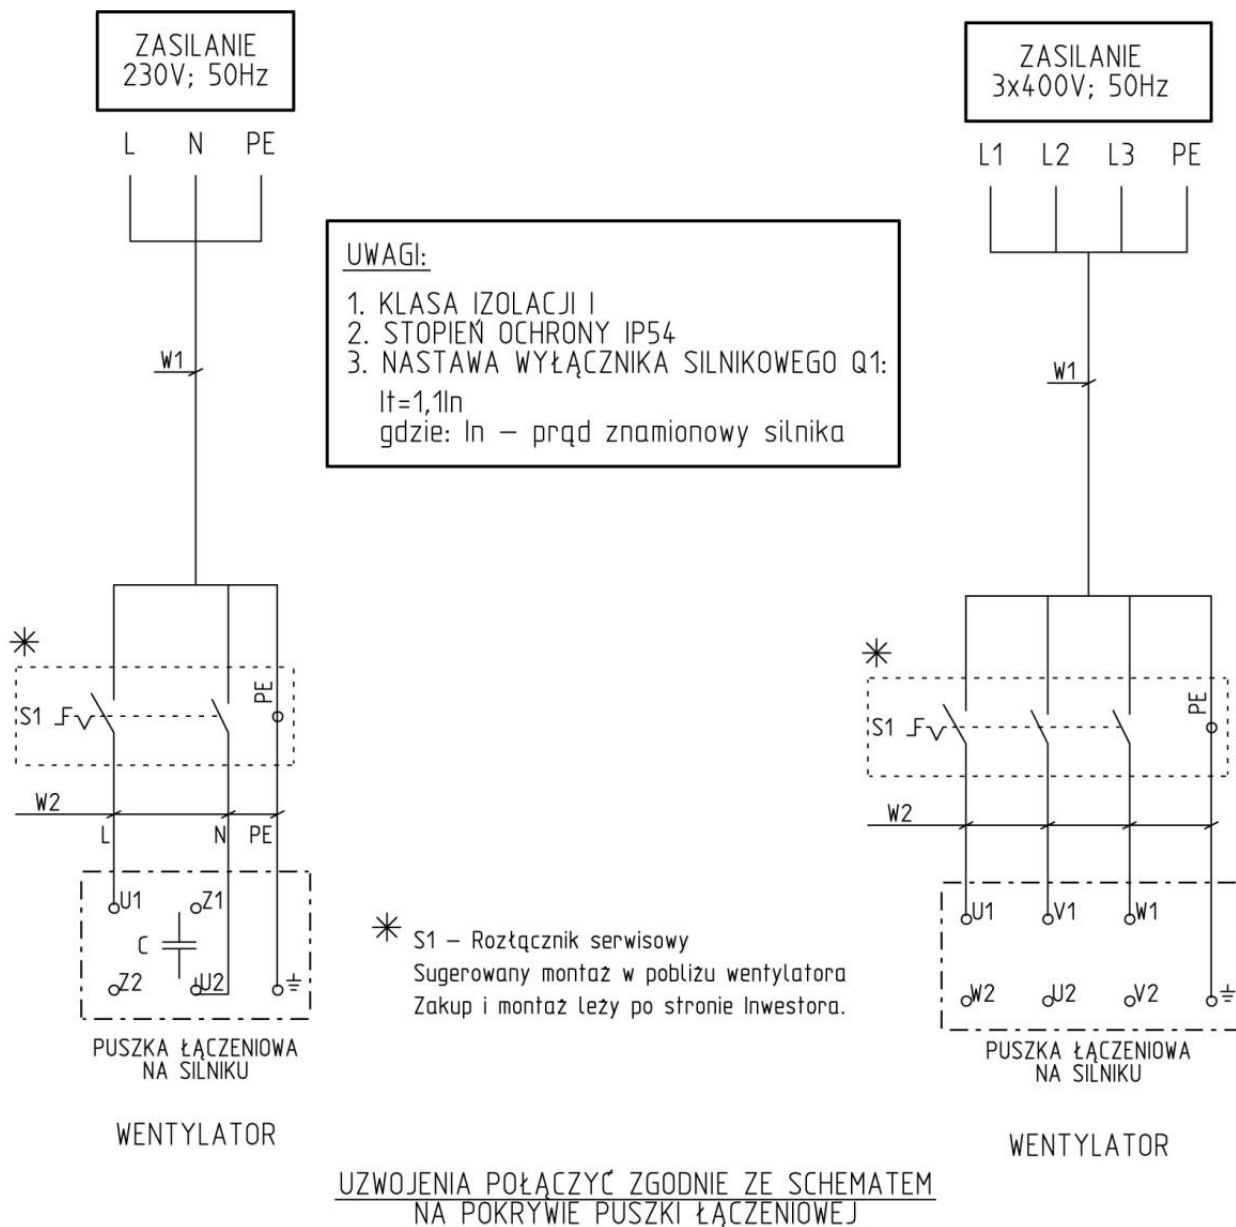 ZASILANIE
230V; 50Hz
L N PE
W1
S1
PE
W2
L N PE
U1 Z1
C
Z2 U2
PUSZKA ŁĄCZENIOWA
NA SILNIKU
WENTYLATOR
UWAGI:
1. KLASA IZOLACJI I
2. STOPIEŃ OCHRONY IP54
3. NASTAWA WYŁĄCZNIKA SILNIKOWEGO Q1:
It=1,1In
gdzie: In – prąd znamionowy silnika
S1 – Rozłącznik serwisowy
Sugerowany montaż w pobliżu wentylatora
Zakup i montaż leży po stronie Inwestora.
ZASILANIE
3x400V; 50Hz
L1 L2 L3 PE
W1
S1
PE
W2
U1 V1 W1
W2 U2 V2
PUSZKA ŁĄCZENIOWA
NA SILNIKU
WENTYLATOR
UZWOJENIA POŁĄCZYĆ ZGODNIE ZE SCHEMATEM
NA POKRYWIE PUSZKI ŁĄCZENIOWEJ